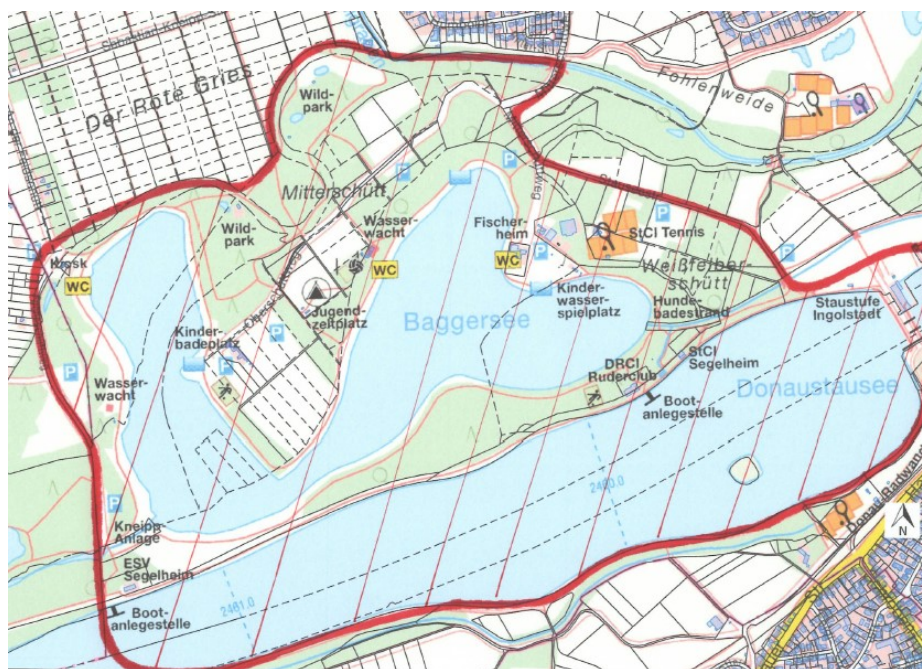 Der Rote Gries
Wild-
park
Fohlenweide
Mitterschütt
Wild-
park
Wasser-
wacht
WC
Fischer-
heim
WC
StCI Tennis
Weißfelber-
schütt
Kiosk
WC
Jugend-
zeltplatz
Kinder-
wasser-
spielplatz
Hunde-
badestrand
Staustufe
Ingolstadt
Baggersee
Kinder-
badeplatz
StCI
Segelheim
DRCI
Ruderclub
Donaustausee
Wasser-
wacht
Boot-
anlegestelle
2460.0
Kneipp-
Anlage
ESV
Segelheim
2461.0
Boot-
anlegestelle
N
P
P
P
P
P
P
P
P